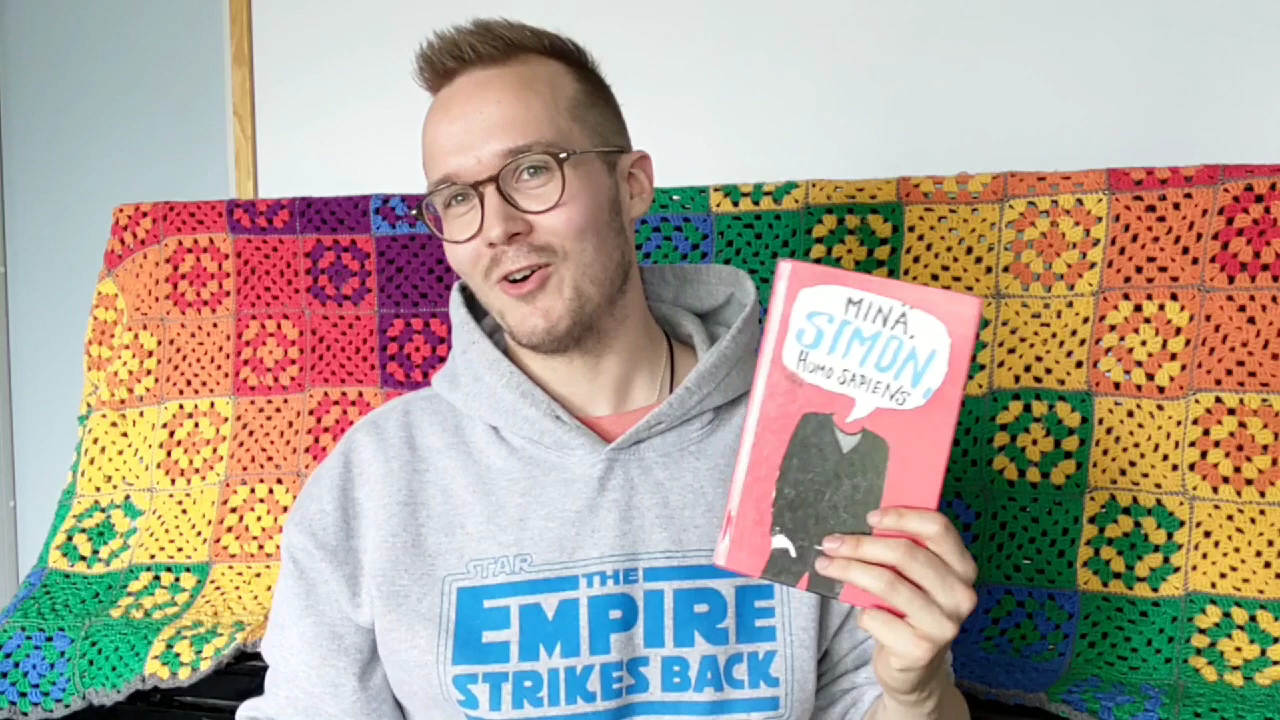 MINÄ,
SIMON,
HOMO SAPIENS
STAR
THE
EMPIRE
STRIKES BACK